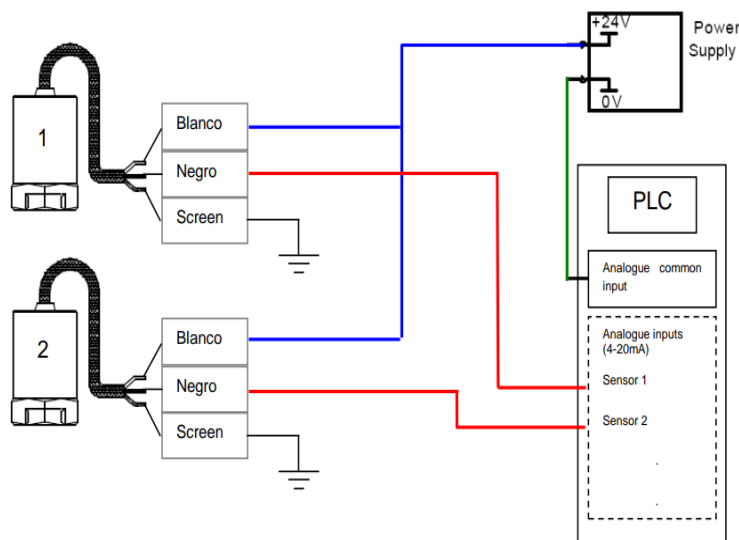 +24V
Power
Supply
0V
1
Blanco
Negro
Screen
PLC
Analogue common
input
2
Blanco
Negro
Screen
Analogue inputs
(4-20mA)
Sensor 1
Sensor 2